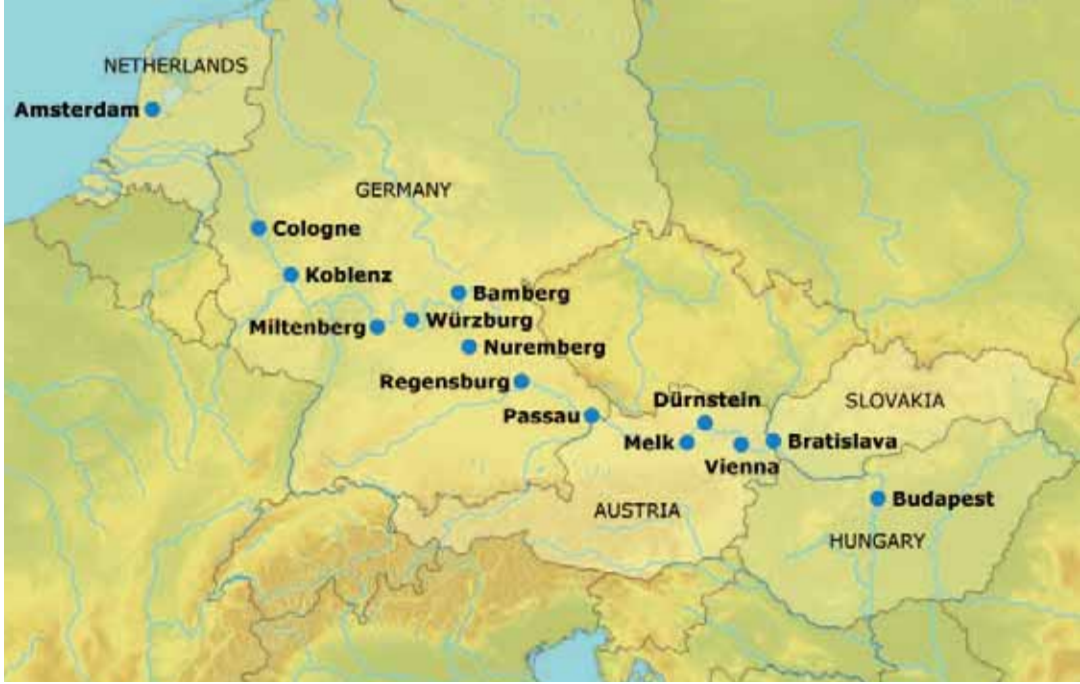 NETHERLANDS
Amsterdam
GERMANY
Cologne
Koblenz
Bamberg
Würzburg
Miltenberg
Nuremberg
Regensburg
Dürnstein
SLOVAKIA
Passau
Melk
Bratislava
Vienna
Budapest
AUSTRIA
HUNGARY